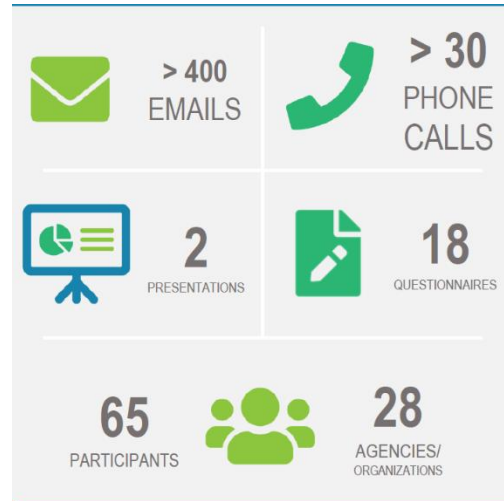 > 400
EMAILS
> 30
PHONE
CALLS
2
PRESENTATIONS
18
QUESTIONNAIRES
65
PARTICIPANTS
28
AGENCIES/
ORGANIZATIONS